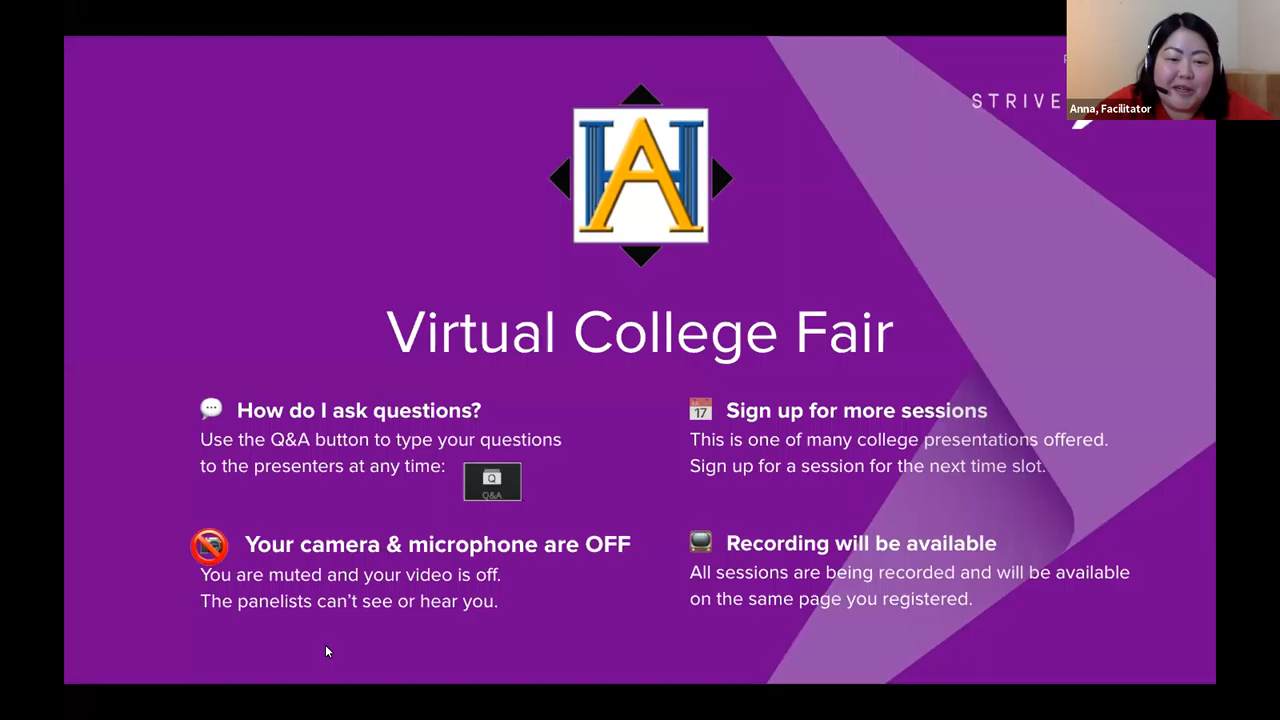 STRIVE
Anna, Facilitator
HA
Virtual College Fair
How do I ask questions?
Use the Q&A button to type your questions
to the presenters at any time:
Q
Q&A
Your camera & microphone are OFF
You are muted and your video is off.
The panelists can’t see or hear you.
17
Sign up for more sessions
This is one of many college presentations offered.
Sign up for a session for the next time slot.
Recording will be available
All sessions are being recorded and will be available
on the same page you registered.